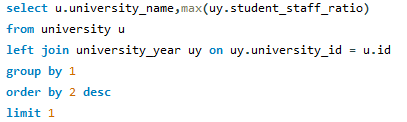 select u.university_name,max(uy.student_staff_ratio)
from university u
left join university_year uy on uy.university_id = u.id
group by 1
order by 2 desc
limit 1